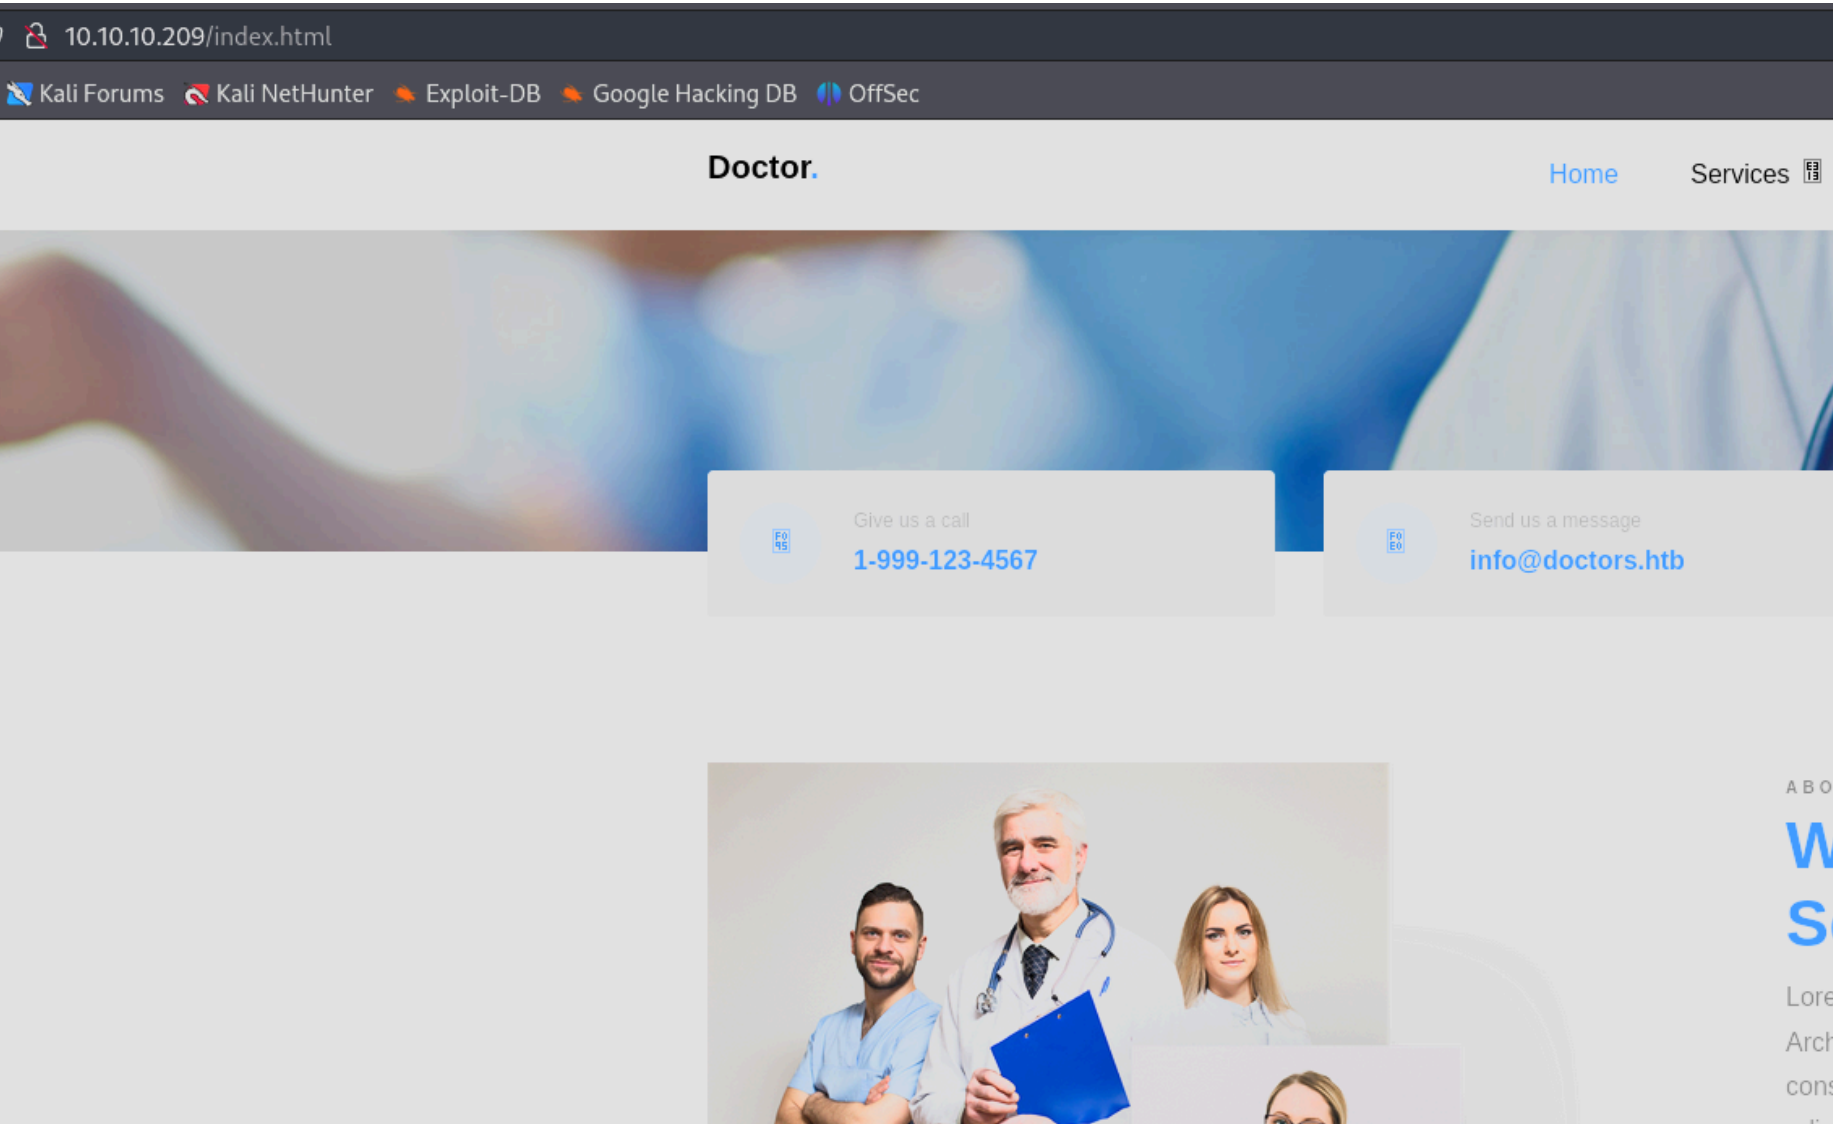 10.10.10.209/index.html
Kali Forums Kali NetHunter Exploit-DB Google Hacking DB OffSec
Doctor.
Home Services
Give us a call
1-999-123-4567
Send us a message
info@doctors.htb